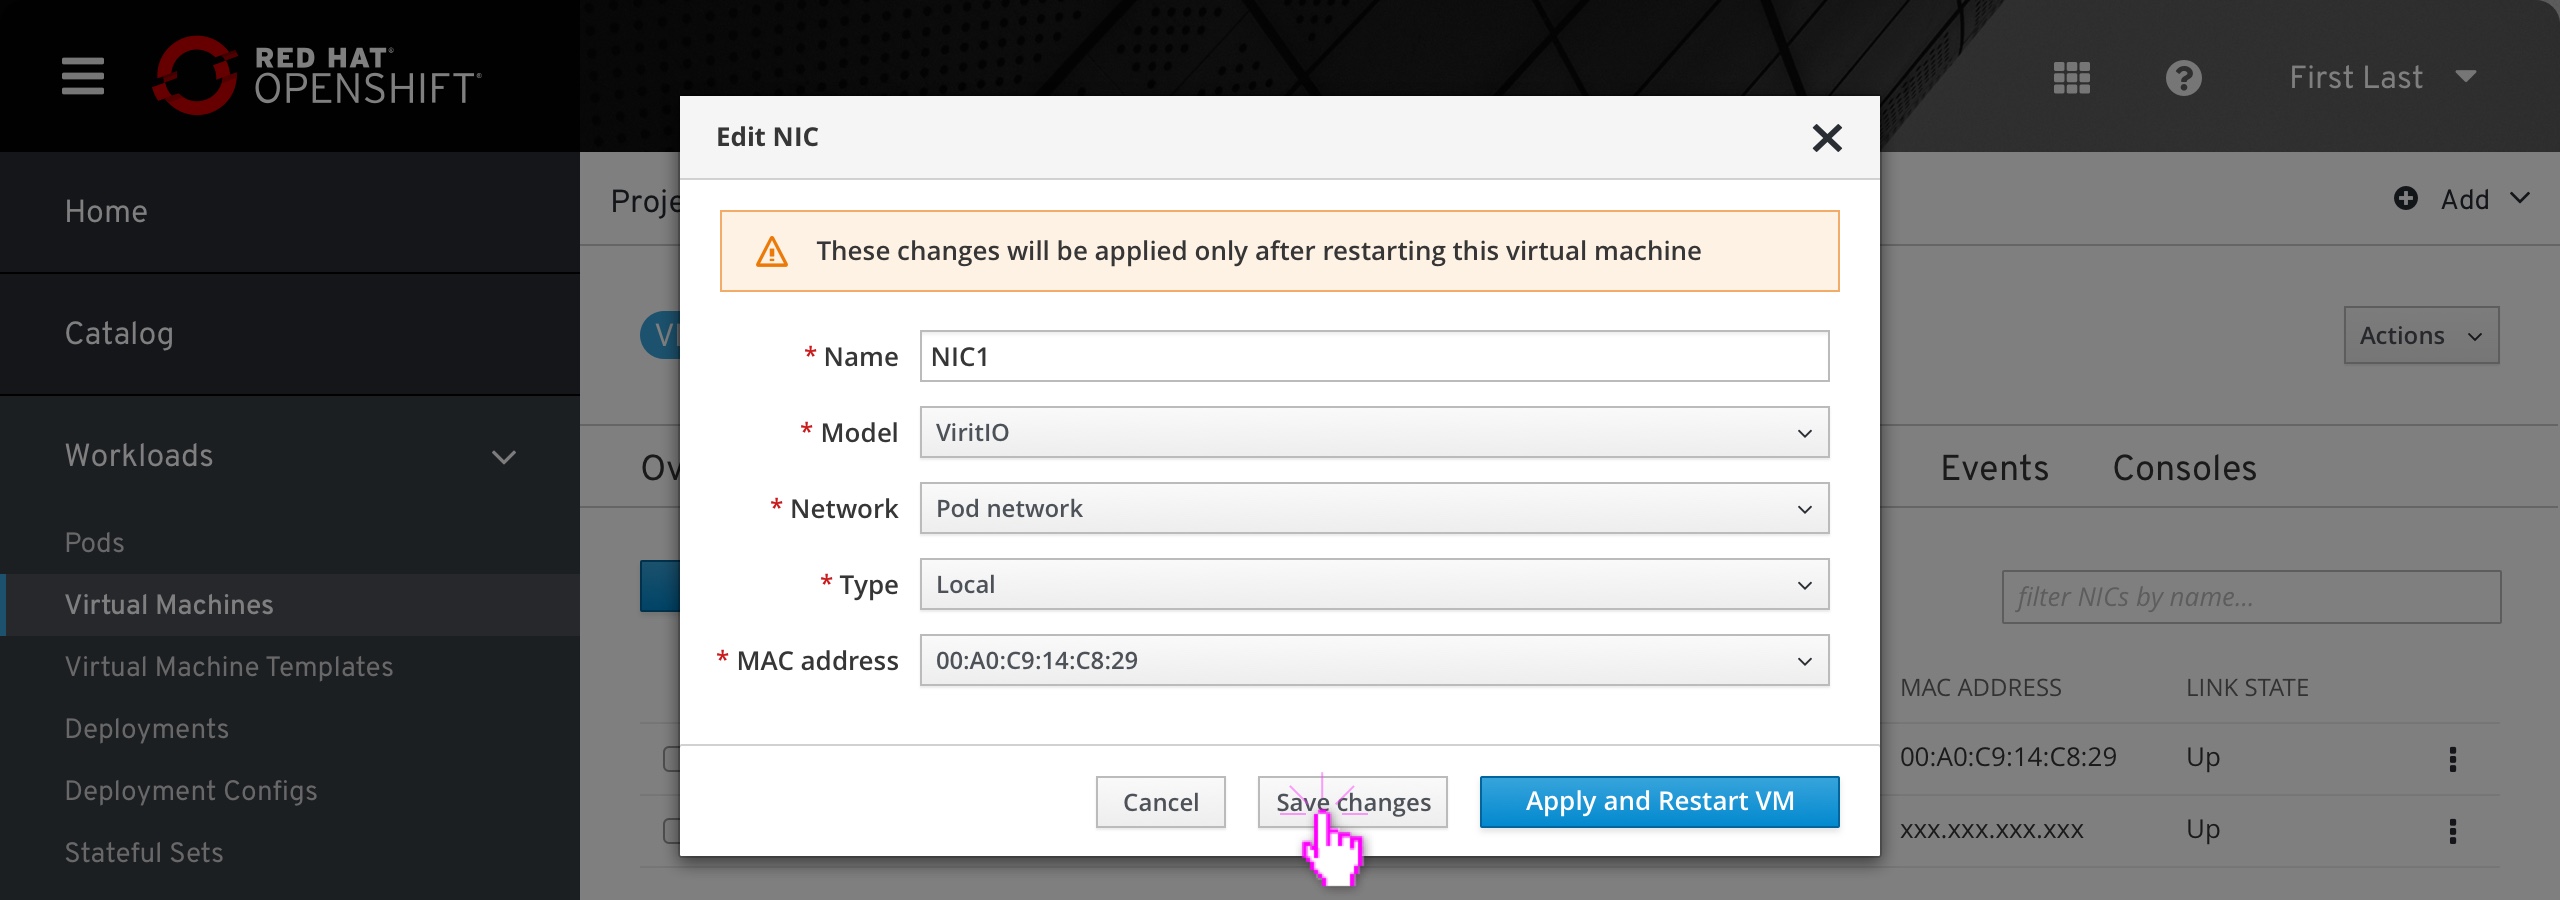 RED HAT®
OPENSHIFT®
First Last
Home
Catalog
Workloads
Pods
Virtual Machines
Virtual Machine Templates
Deployments
Deployment Configs
Stateful Sets
Add
Actions
Events
Consoles
filter NICs by name...
MAC ADDRESS
LINK STATE
00:A0:C9:14:C8:29
Up
xxx.xxx.xxx.xxx
Up
Edit NIC
These changes will be applied only after restarting this virtual machine
* Name
NIC1
* Model
ViritIO
* Network
Pod network
* Type
Local
* MAC address
00:A0:C9:14:C8:29
Cancel
Save changes
Apply and Restart VM